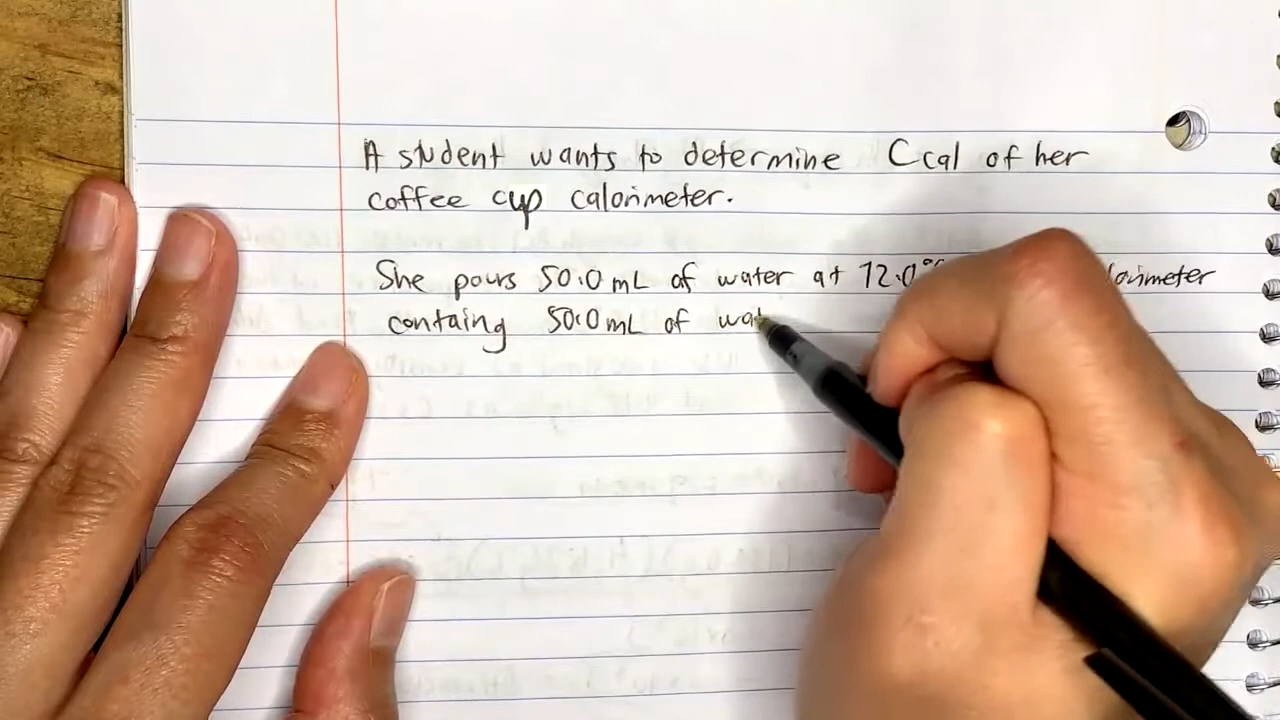 A student wants to determine Ccal of her
coffee cup calorimeter.
She pours 50.0 mL of water at 72.0°
containg 50.0 mL of wat